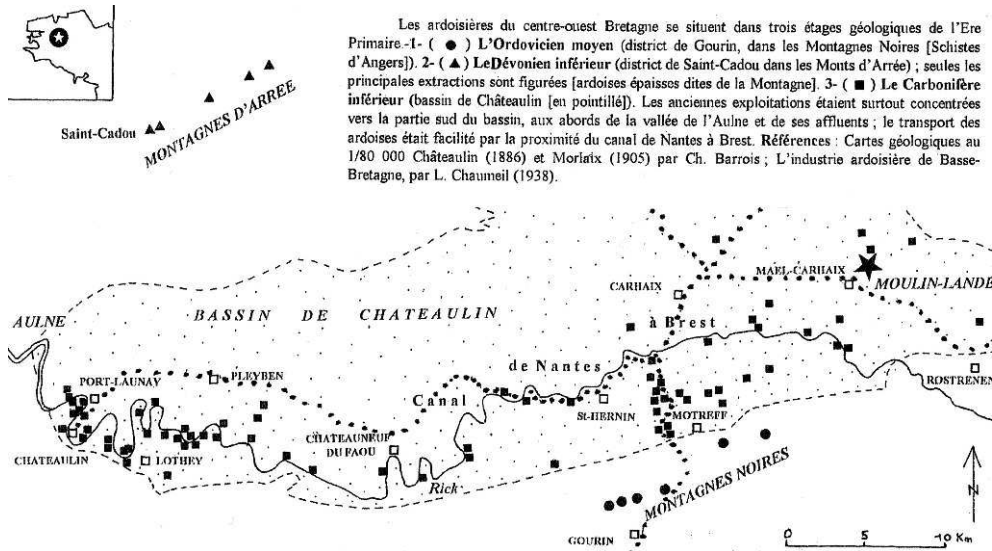 Les ardoisières du centre-ouest Bretagne se situent dans trois étages géologiques de l'Ere
Primaire.-1- ( ● ) L'Ordovicien moyen (district de Gourin, dans les Montagnes Noires [Schistes
d'Angers]). 2- ( ▲ ) LeDévonien inférieur (district de Saint-Cadou dans les Monts d'Arrée) ; seules les
principales extractions sont figurées [ardoises épaisses dites de la Montagne]. 3- ( ■ ) Le Carbonifère
inférieur (bassin de Châteaulin [en pointillé]). Les anciennes exploitations étaient surtout concentrées
vers la partie sud du bassin, aux abords de la vallée de l'Aulne et de ses affluents ; le transport des
ardoises était facilité par la proximité du canal de Nantes à Brest. Références : Cartes géologiques au
1/80 000 Châteaulin (1886) et Morlaix (1905) par Ch. Barrois ; L'industrie ardoisière de Basse-
Bretagne, par L. Chaumeil (1938).
Saint-Cadou
MONTAGNES D'ARREE
MAEL-CARHAIX
MOULIN-LANDE
CARHAIX
BASSIN DE CHATEAULIN
AULNE
à Brest
de Nantes
Canal
PORT-LAUNAY
PLEYBEN
ROSTRENEN
St-HERNIN
MOTREFF
CHATEAUNEUF
DU FAOU
CHATEAULIN
LOTHEY
Rick
MONTAGNES NOIRES
GOURIN
N
0 5 10 Km